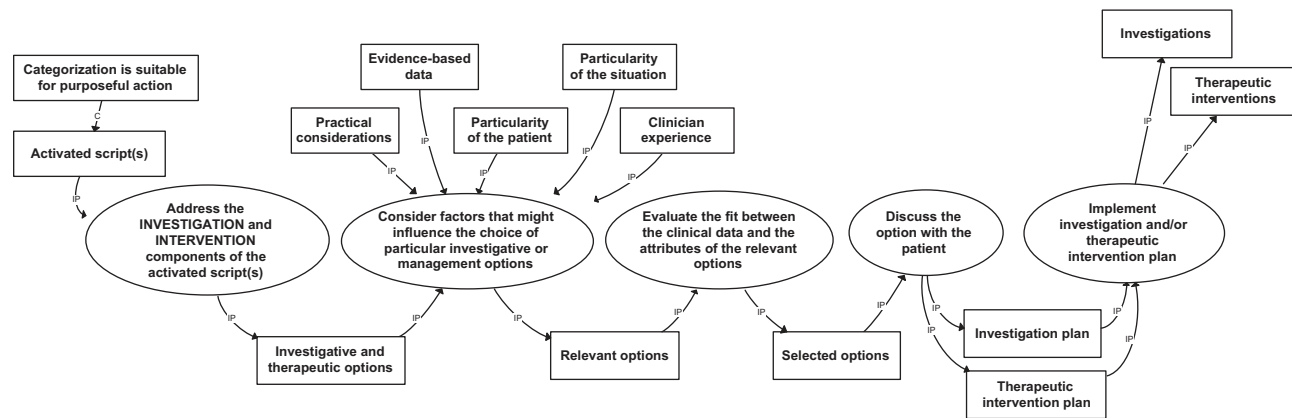 Categorization is suitable
for purposeful action
C
Activated script(s)
IP
Address the
INVESTIGATION and
INTERVENTION
components of the
activated script(s)
IP
Investigative and
therapeutic options
IP
Evidence-based
data
IP
Particularity
of the situation
IP
Practical
considerations
IP
Particularity
of the patient
IP
Clinician
experience
IP
Consider factors that might
influence the choice of
particular investigative or
management options
IP
Relevant options
IP
Evaluate the fit between
the clinical data and the
attributes of the relevant
options
IP
Selected options
IP
Discuss the
option with the
patient
IP
IP
Investigation plan
IP
Therapeutic
intervention plan
IP
Implement
investigation and/or
therapeutic
intervention plan
IP
Investigations
IP
Therapeutic
interventions